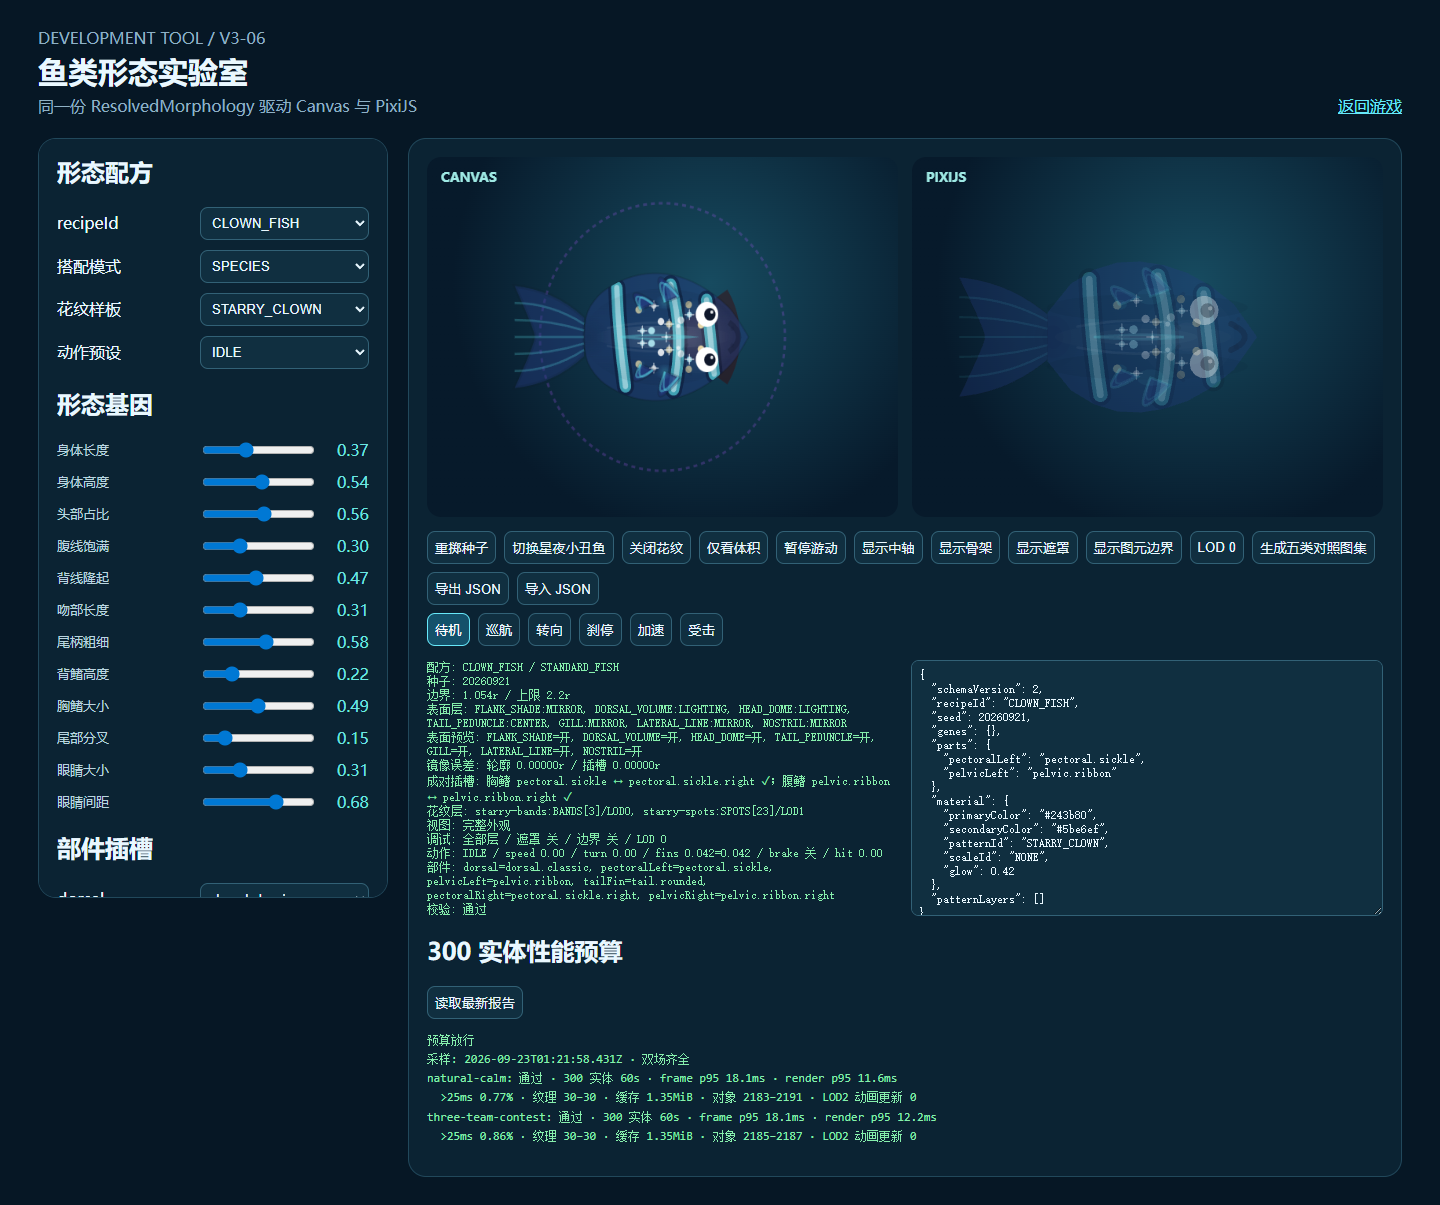 DEVELOPMENT TOOL / V3-06
鱼类形态实验室
同一份 ResolvedMorphology 驱动 Canvas 与 PixiJS
返回游戏
形态配方
recipeId
CLOWN_FISH
搭配模式
SPECIES
花纹样板
STARRY_CLOWN
动作预设
IDLE
形态基因
身体长度 0.37
身体高度 0.54
头部占比 0.56
腹线饱满 0.30
背线隆起 0.47
吻部长度 0.31
尾柄粗细 0.58
背鳍高度 0.22
胸鳍大小 0.49
尾部分叉 0.15
眼睛大小 0.31
眼睛间距 0.68
部件插槽
CANVAS
PIXIJS
重掷种子 切换星夜小丑鱼 关闭花纹 仅看体积 暂停游动 显示中轴 显示骨架 显示遮罩 显示图元边界 LOD 0 生成五类对照图集
导出 JSON 导入 JSON
待机 巡航 转向 刹停 加速 受击
配方: CLOWN_FISH / STANDARD_FISH
种子: 20260921
边界: 1.054r / 上限 2.2r
表面层: FLANK_SHADE:MIRROR, DORSAL_VOLUME:LIGHTING, HEAD_DOME:LIGHTING,
TAIL_PEDUNCLE:CENTER, GILL:MIRROR, LATERAL_LINE:MIRROR, NOSTRIL:MIRROR
表面预览: FLANK_SHADE=开, DORSAL_VOLUME=开, HEAD_DOME=开, TAIL_PEDUNCLE=开,
GILL=开, LATERAL_LINE=开, NOSTRIL=开
镜像误差: 轮廓 0.00000r / 插槽 0.00000r
成对插槽: 胸鳍 pectoral.sickle ↔ pectoral.sickle.right ✓; 腹鳍 pelvic.ribbon
↔ pelvic.ribbon.right ✓
花纹层: starry-bands:BANDS[3]/LOD0, starry-spots:SPOTS[23]/LOD1
视图: 完整外观
调试: 全部层 / 遮罩 关 / 边界 关 / LOD 0
动作: IDLE / speed 0.00 / turn 0.00 / fins 0.042=0.042 / brake 关 / hit 0.00
部件: dorsal=dorsal.classic, pectoralLeft=pectoral.sickle,
pelvicLeft=pelvic.ribbon, tailFin=tail.rounded,
pectoralRight=pectoral.sickle.right, pelvicRight=pelvic.ribbon.right
校验: 通过
{
"schemaVersion": 2,
"recipeId": "CLOWN_FISH",
"seed": 20260921,
"genes": {},
"parts": {
"pectoralLeft": "pectoral.sickle",
"pelvicLeft": "pelvic.ribbon"
},
"material": {
"primaryColor": "#243b80",
"secondaryColor": "#5be6ef",
"patternId": "STARRY_CLOWN",
"scaleId": "NONE",
"glow": 0.42
},
"patternLayers": []
}
300 实体性能预算
读取最新报告
预算放行
采样: 2026-09-23T01:21:58.431Z · 双场齐全
natural-calm: 通过 · 300 实体 60s · frame p95 18.1ms · render p95 11.6ms
>25ms 0.77% · 纹理 30-30 · 缓存 1.35MiB · 对象 2183-2191 · LOD2 动画更新 0
three-team-contest: 通过 · 300 实体 60s · frame p95 18.1ms · render p95 12.2ms
>25ms 0.86% · 纹理 30-30 · 缓存 1.35MiB · 对象 2185-2187 · LOD2 动画更新 0